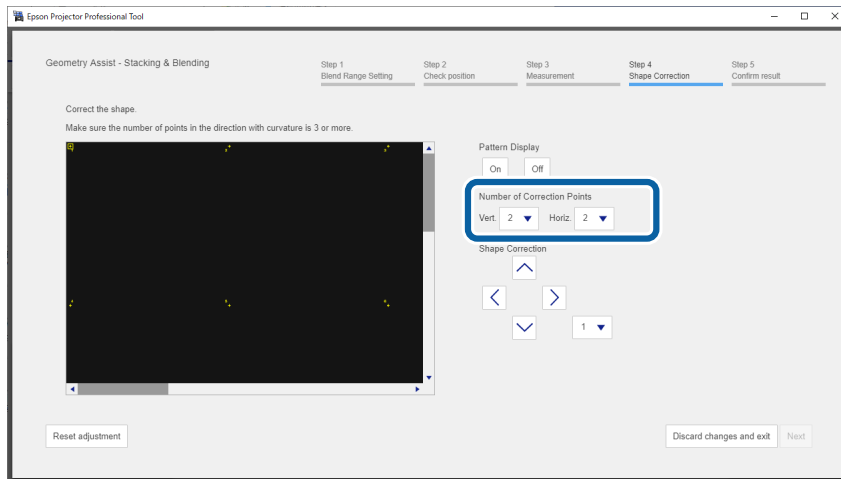 Epson Projector Professional Tool
Geometry Assist - Stacking & Blending
Step 1
Blend Range Setting
Step 2
Check position
Step 3
Measurement
Step 4
Shape Correction
Step 5
Confirm result
Correct the shape.
Make sure the number of points in the direction with curvature is 3 or more.
Pattern Display
On Off
Number of Correction Points
Vert. 2 Horiz. 2
Shape Correction
1
Reset adjustment
Discard changes and exit Next